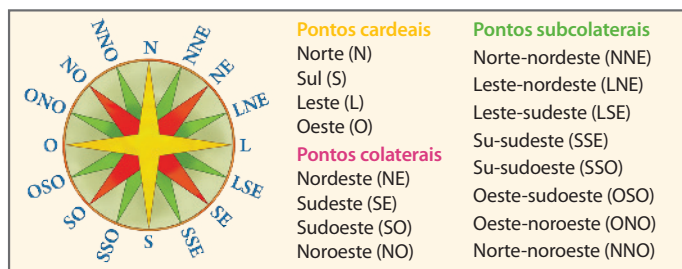 N
NNE
NE
LNE
L
LSE
SE
SSE
S
SSO
SO
OSO
O
ONO
NO
NNO
Pontos cardeais
Norte (N)
Sul (S)
Leste (L)
Oeste (O)
Pontos colaterais
Nordeste (NE)
Sudeste (SE)
Sudoeste (SO)
Noroeste (NO)
Pontos subcolaterais
Norte-nordeste (NNE)
Leste-nordeste (LNE)
Leste-sudeste (LSE)
Su-sudeste (SSE)
Su-sudoeste (SSO)
Oeste-sudoeste (OSO)
Oeste-noroeste (ONO)
Norte-noroeste (NNO)